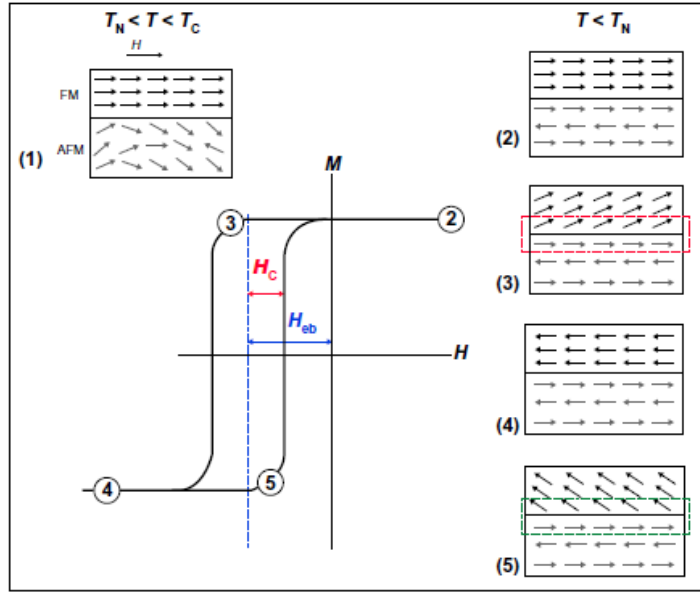 T_N < T < T_C
H
FM
AFM
(1)
T < T_N
(2)
(3)
(4)
(5)
M
3
2
H_C
H_eb
H
4
5